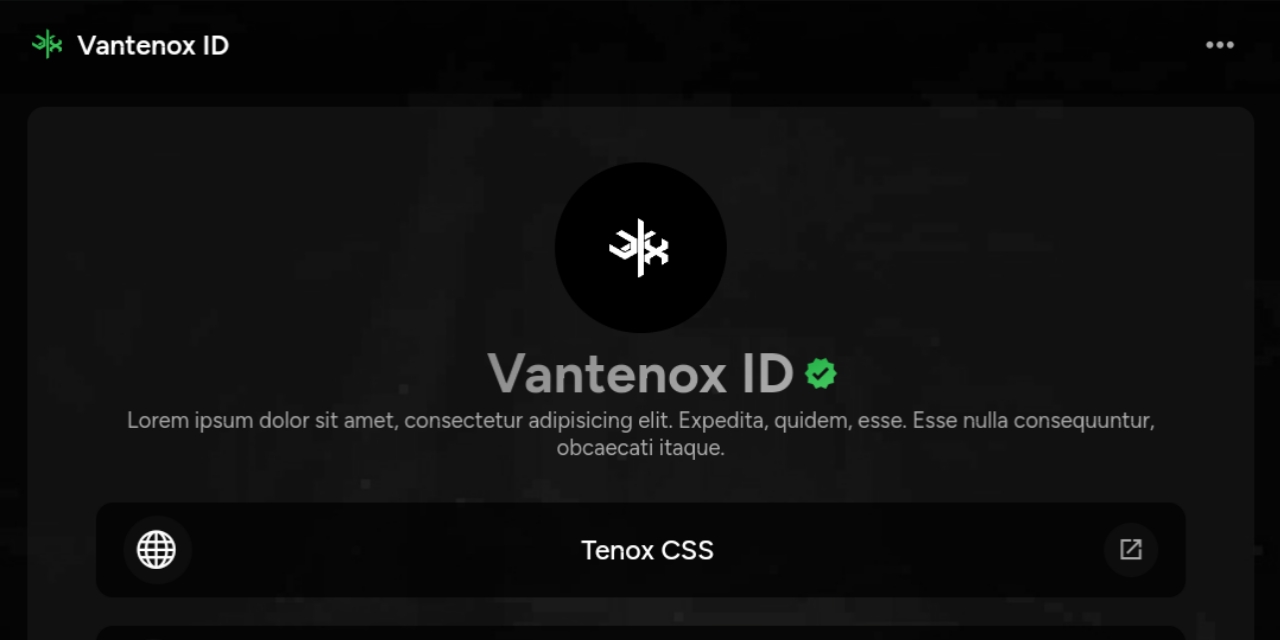 Vantenox ID
Vantenox ID
Lorem ipsum dolor sit amet, consectetur adipisicing elit. Expedita, quidem, esse. Esse nulla consequuntur,
obcaecati itaque.
Tenox CSS